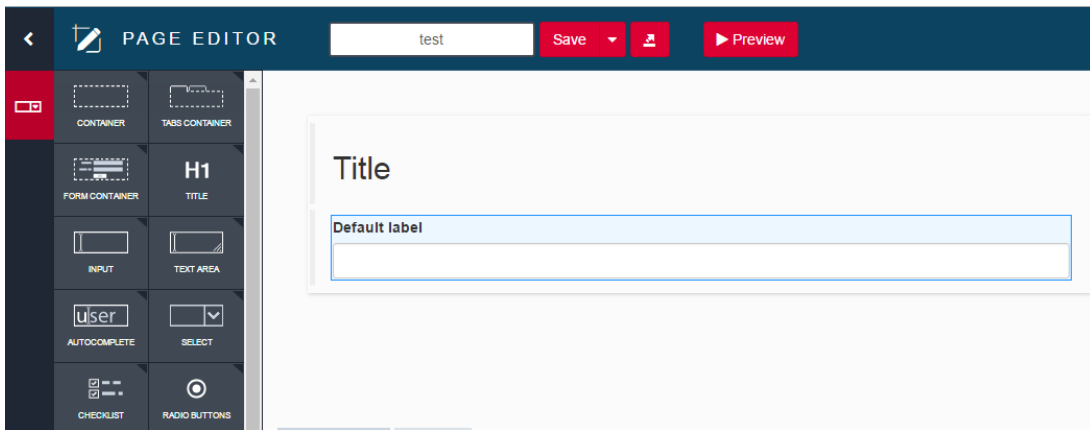 PAGE EDITOR
test
Save
Preview
CONTAINER
TABS CONTAINER
FORM CONTAINER
H1
TITLE
INPUT
TEXT AREA
user
AUTOCOMPLETE
SELECT
CHECKLIST
RADIO BUTTONS
Title
Default label